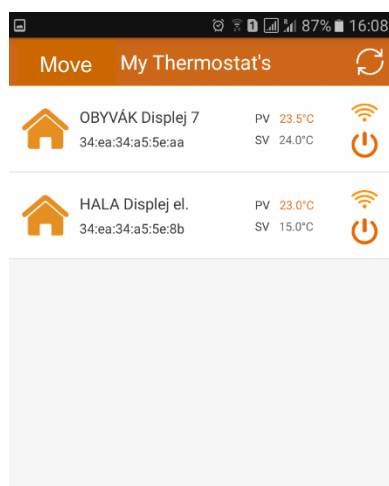 1 87% 16:08
Move My Thermostat's
OBYVÁK Displej 7 PV 23.5°C
34:ea:34:a5:5e:aa SV 24.0°C
HALA Displej el. PV 23.0°C
34:ea:34:a5:5e:8b SV 15.0°C